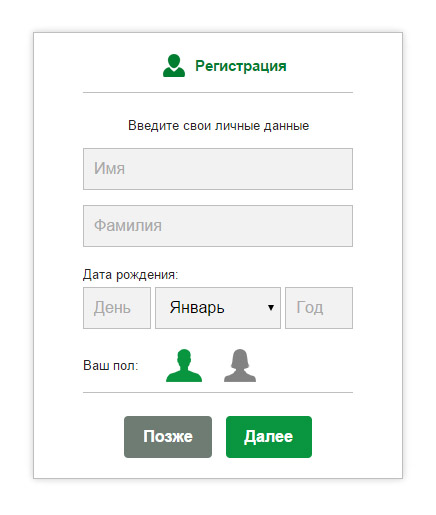 Регистрация
Введите свои личные данные
Имя
Фамилия
Дата рождения:
День Январь Год
Ваш пол:
Позже Далее